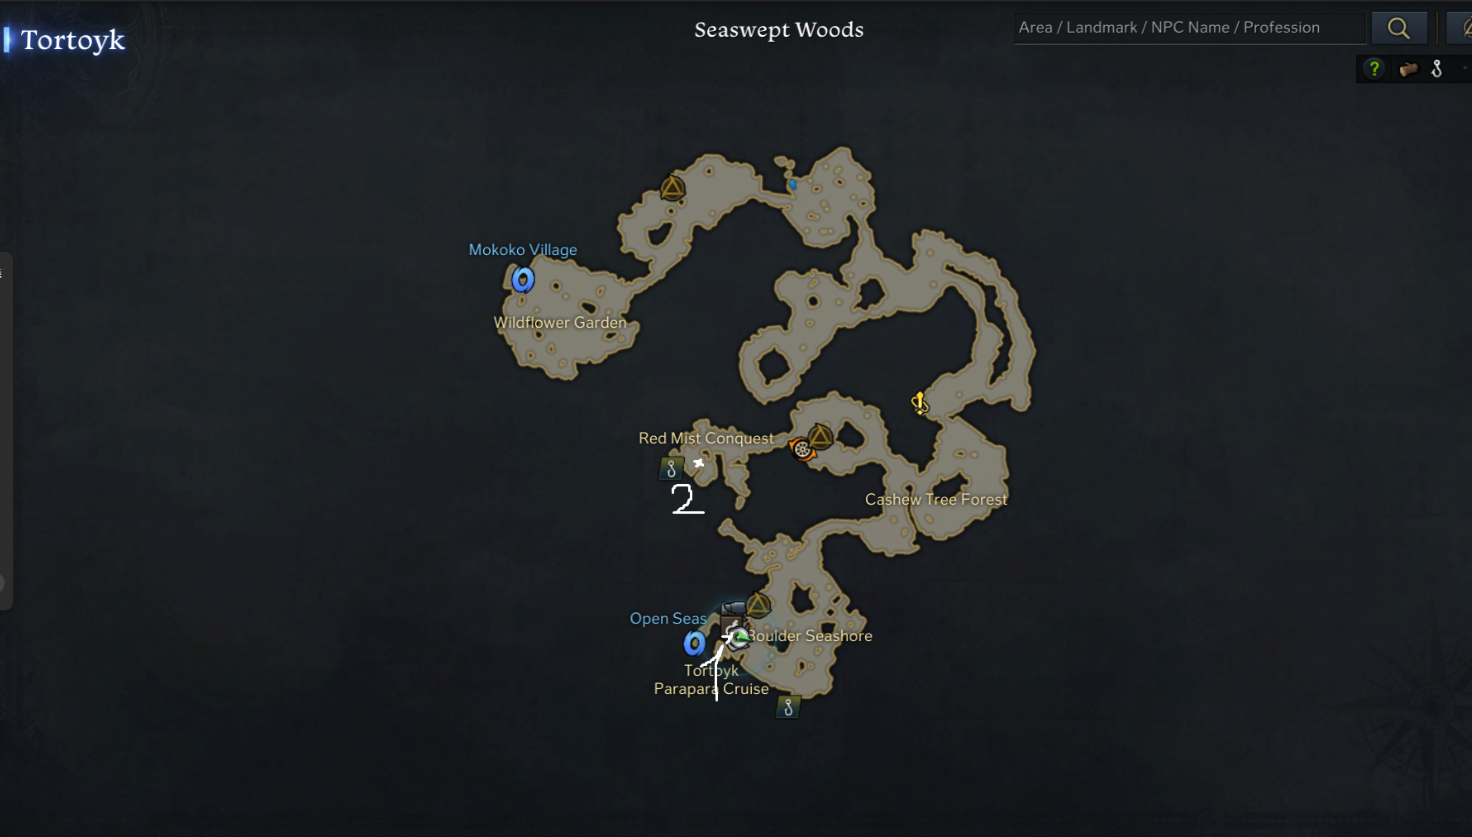 Tortoyk
Seaswept Woods
Area / Landmark / NPC Name / Profession
?
Mokoko Village
Wildflower Garden
Red Mist Conquest
2
Cashew Tree Forest
Open Seas
Boulder Seashore
Tortoyk
Parapara Cruise
1